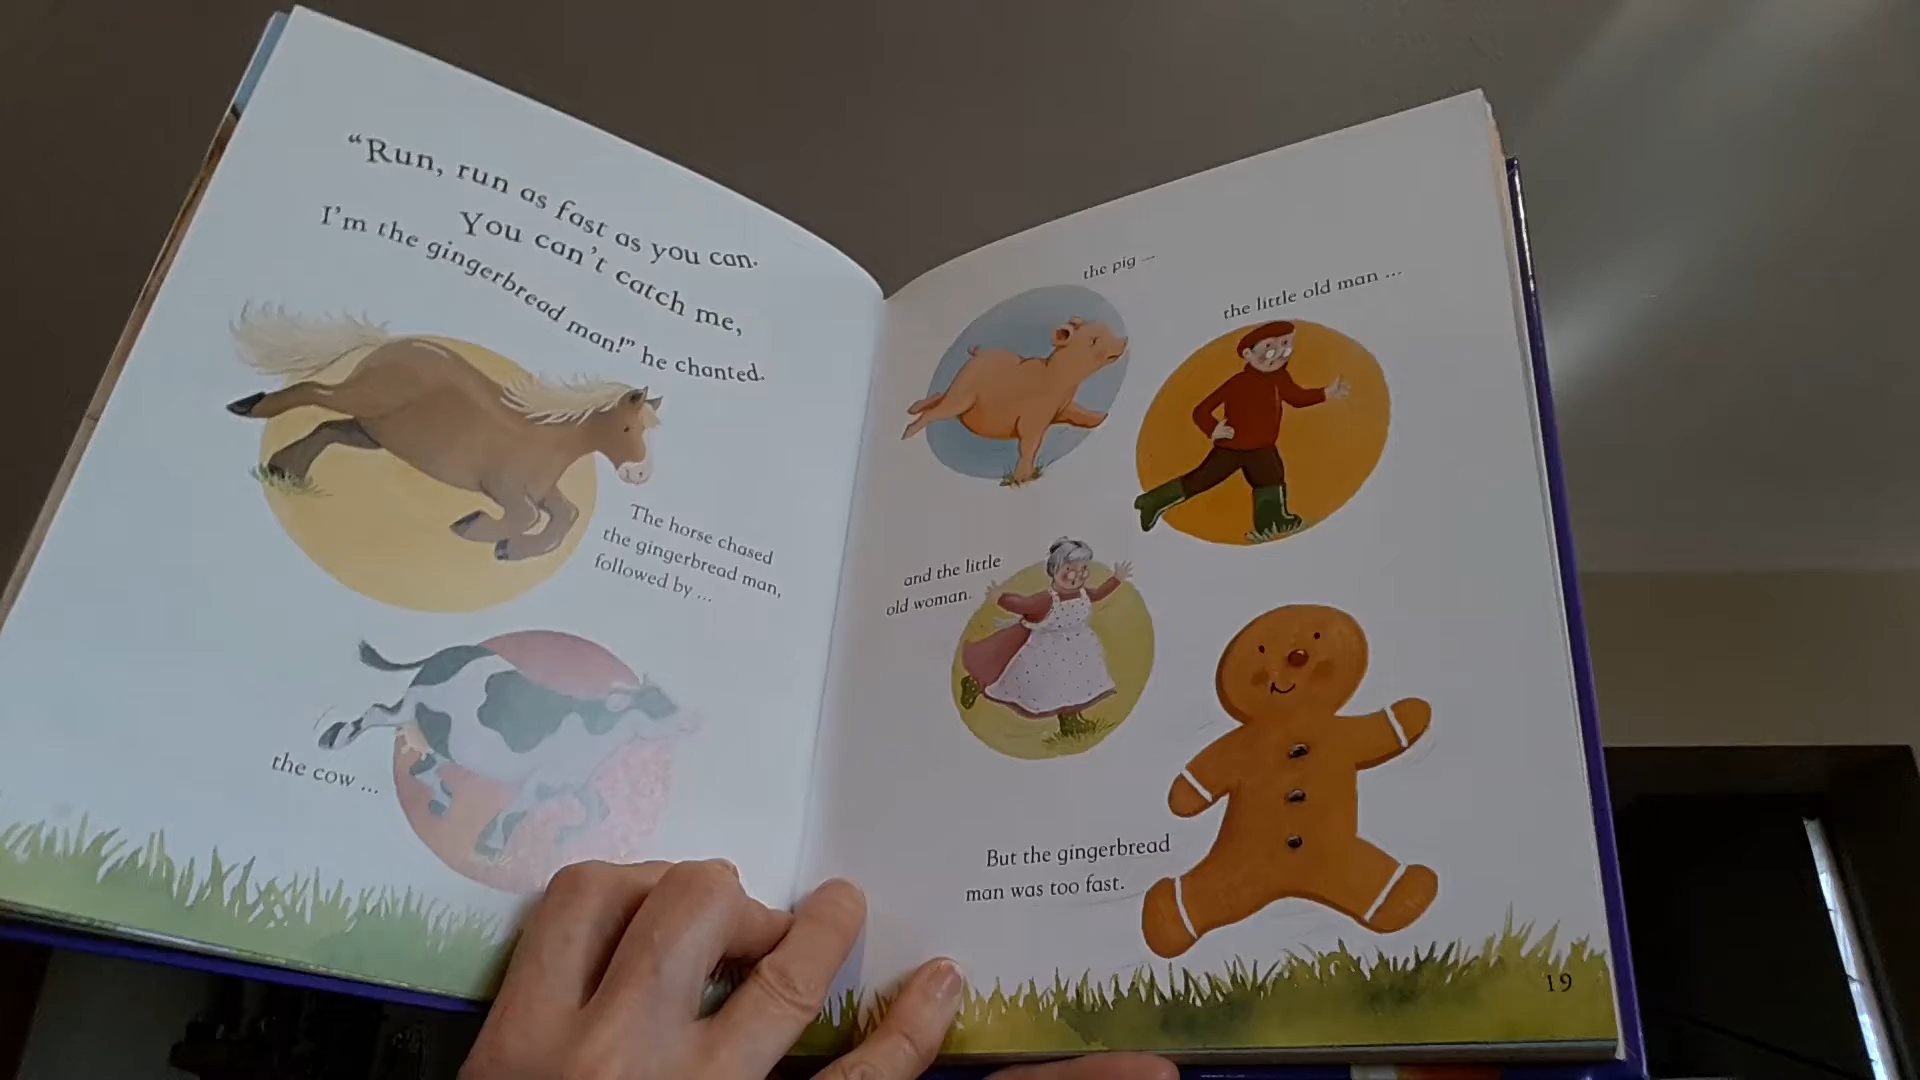 “Run, run as fast as you can.
You can’t catch me,
I’m the gingerbread man!” he chanted.
The horse chased
the gingerbread man,
followed by ...
the cow ...
the pig ...
the little old man ...
and the little
old woman.
But the gingerbread
man was too fast.
19